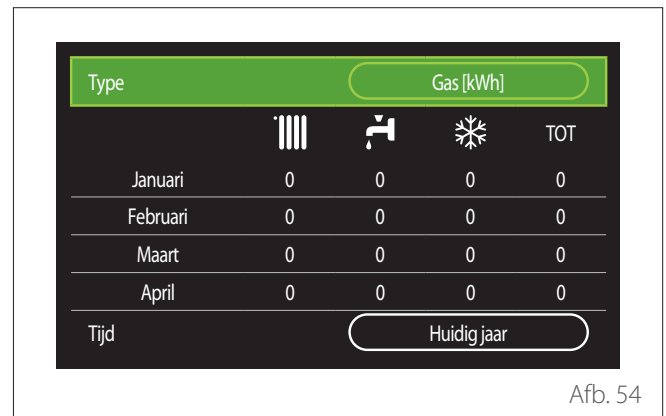 Type Gas [kWh]
TOT
Januari 0 0 0 0
Februari 0 0 0 0
Maart 0 0 0 0
April 0 0 0 0
Tijd Huidig jaar
Afb. 54